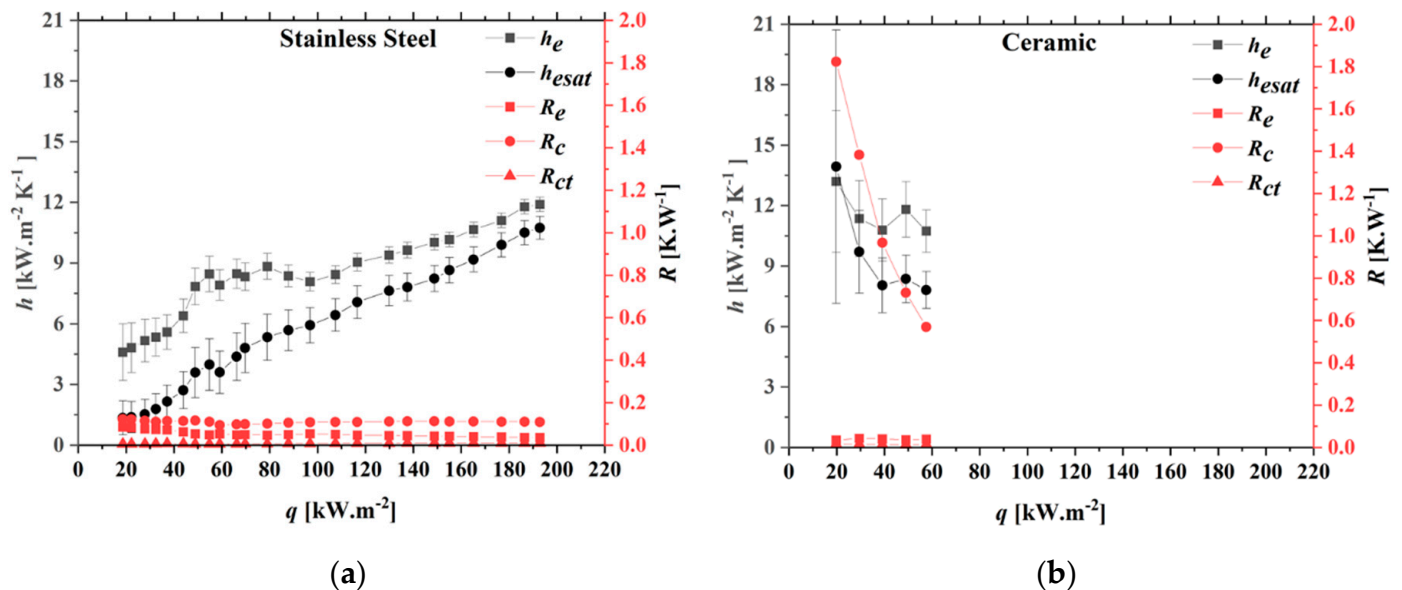 Stainless Steel
he
hesat
Re
Rc
Rct
h [kW.m-2 K-1]
21
18
15
12
9
6
3
0
R [K.W-1]
2.0
1.8
1.6
1.4
1.2
1.0
0.8
0.6
0.4
0.2
0.0
0 20 40 60 80 100 120 140 160 180 200 220
q [kW.m-2]
(a)
Ceramic
he
hesat
Re
Rc
Rct
h [kW.m-2 K-1]
21
18
15
12
9
6
3
0
R [K.W-1]
2.0
1.8
1.6
1.4
1.2
1.0
0.8
0.6
0.4
0.2
0.0
0 20 40 60 80 100 120 140 160 180 200 220
q [kW.m-2]
(b)